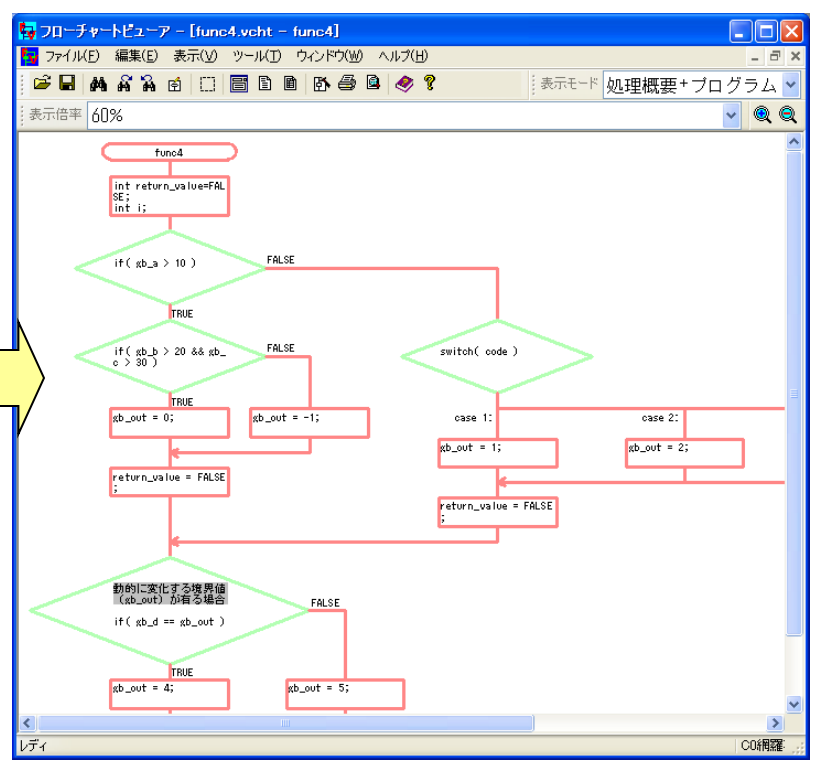 フローチャートビューア - [func4.vcht - func4]
ファイル(F) 編集(E) 表示(V) ツール(T) ウィンドウ(W) ヘルプ(H)
表示モード 処理概要+プログラム
表示倍率 60%
func4
int return_value=FAL
SE;
int i;
if( gb_a > 10 )
FALSE
TRUE
if( gb_b > 20 && gb_
c > 30 )
FALSE
switch( code )
TRUE
gb_out = 0;
gb_out = -1;
case 1:
case 2:
gb_out = 1;
gb_out = 2;
return_value = FALSE
;
return_value = FALSE
;
動的に変化する境界値
(gb_out) が有る場合
if( gb_d == gb_out )
FALSE
TRUE
gb_out = 4;
gb_out = 5;
レディ
C0網羅